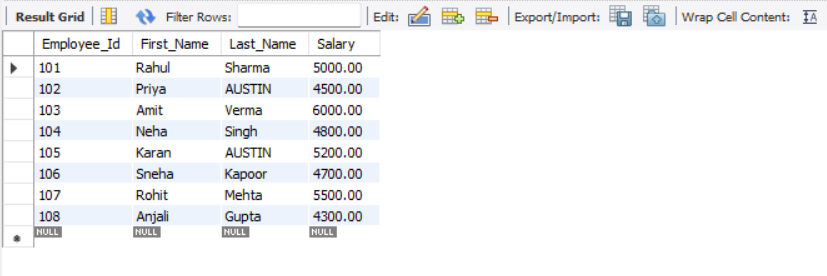 Result Grid Filter Rows: Edit: Export/Import: Wrap Cell Content: IA
Employee_Id First_Name Last_Name Salary
101 Rahul Sharma 5000.00
102 Priya AUSTIN 4500.00
103 Amit Verma 6000.00
104 Neha Singh 4800.00
105 Karan AUSTIN 5200.00
106 Sneha Kapoor 4700.00
107 Rohit Mehta 5500.00
108 Anjali Gupta 4300.00
NULL NULL NULL NULL